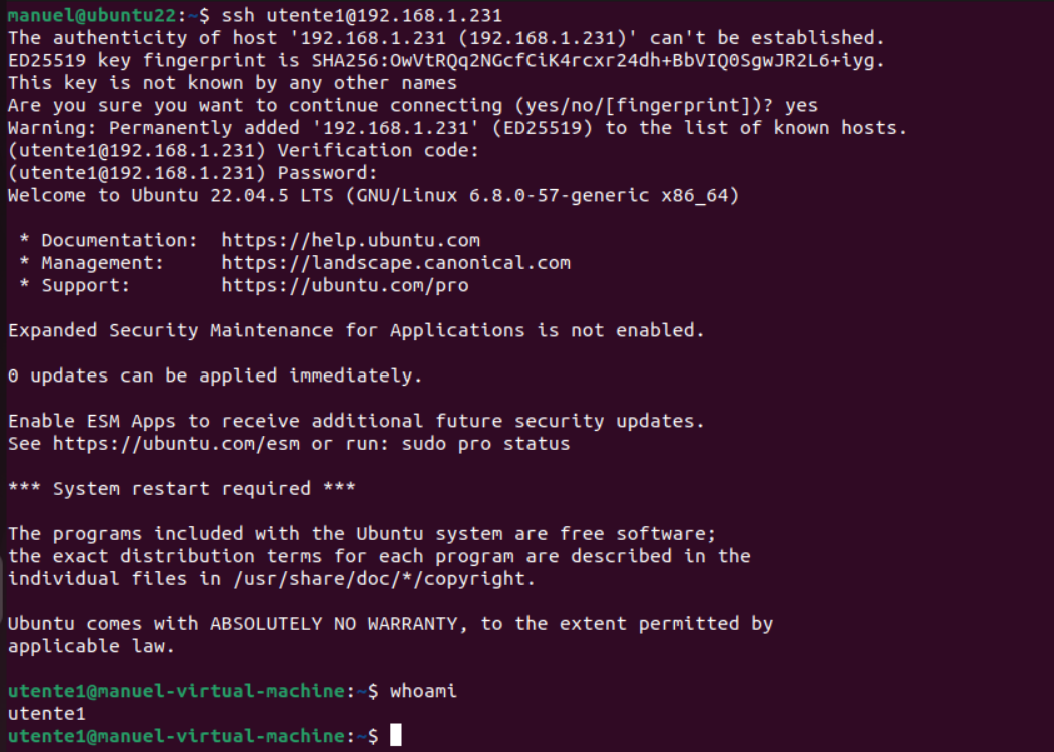 manuel@ubuntu22:~$ ssh utente1@192.168.1.231
The authenticity of host '192.168.1.231 (192.168.1.231)' can't be established.
ED25519 key fingerprint is SHA256:OwVtRQq2NGcfCiK4rcxr24dh+BbVIQ0SgwJR2L6+iyg.
This key is not known by any other names
Are you sure you want to continue connecting (yes/no/[fingerprint])? yes
Warning: Permanently added '192.168.1.231' (ED25519) to the list of known hosts.
(utente1@192.168.1.231) Verification code:
(utente1@192.168.1.231) Password:
Welcome to Ubuntu 22.04.5 LTS (GNU/Linux 6.8.0-57-generic x86_64)
* Documentation:  https://help.ubuntu.com
* Management:     https://landscape.canonical.com
* Support:        https://ubuntu.com/pro
Expanded Security Maintenance for Applications is not enabled.
0 updates can be applied immediately.
Enable ESM Apps to receive additional future security updates.
See https://ubuntu.com/esm or run: sudo pro status
*** System restart required ***
The programs included with the Ubuntu system are free software;
the exact distribution terms for each program are described in the
individual files in /usr/share/doc/*/copyright.
Ubuntu comes with ABSOLUTELY NO WARRANTY, to the extent permitted by
applicable law.
utente1@manuel-virtual-machine:~$ whoami
utente1
utente1@manuel-virtual-machine:~$